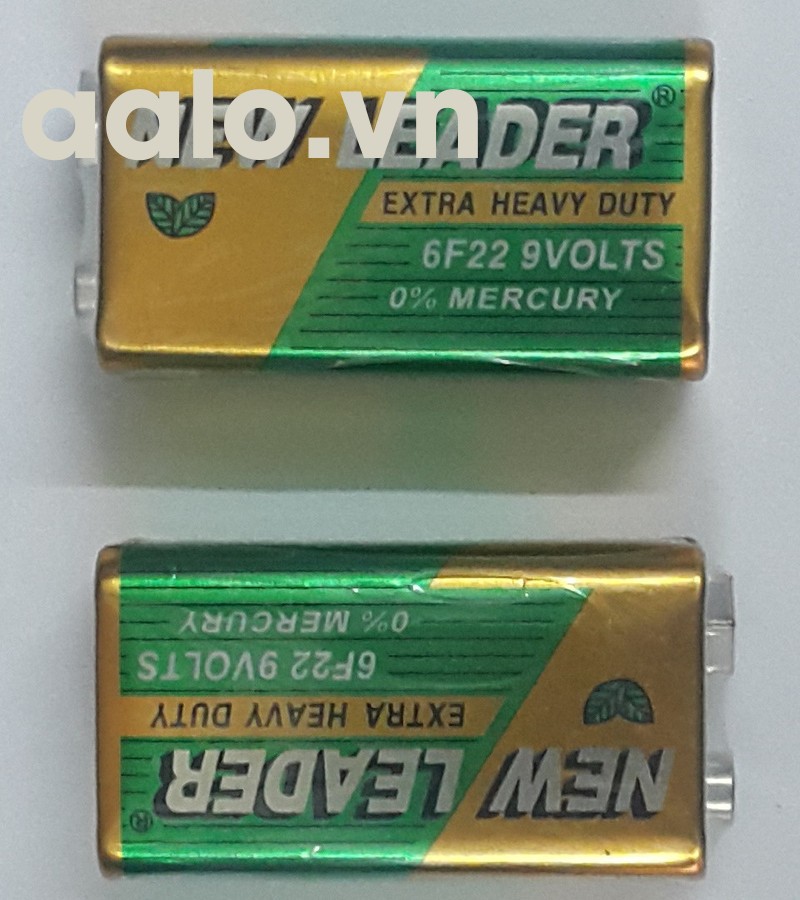 aalo.vn
NEW LEADER®
EXTRA HEAVY DUTY
6F22 9VOLTS
0% MERCURY
NEW LEADER®
EXTRA HEAVY DUTY
6F22 9VOLTS
0% MERCURY